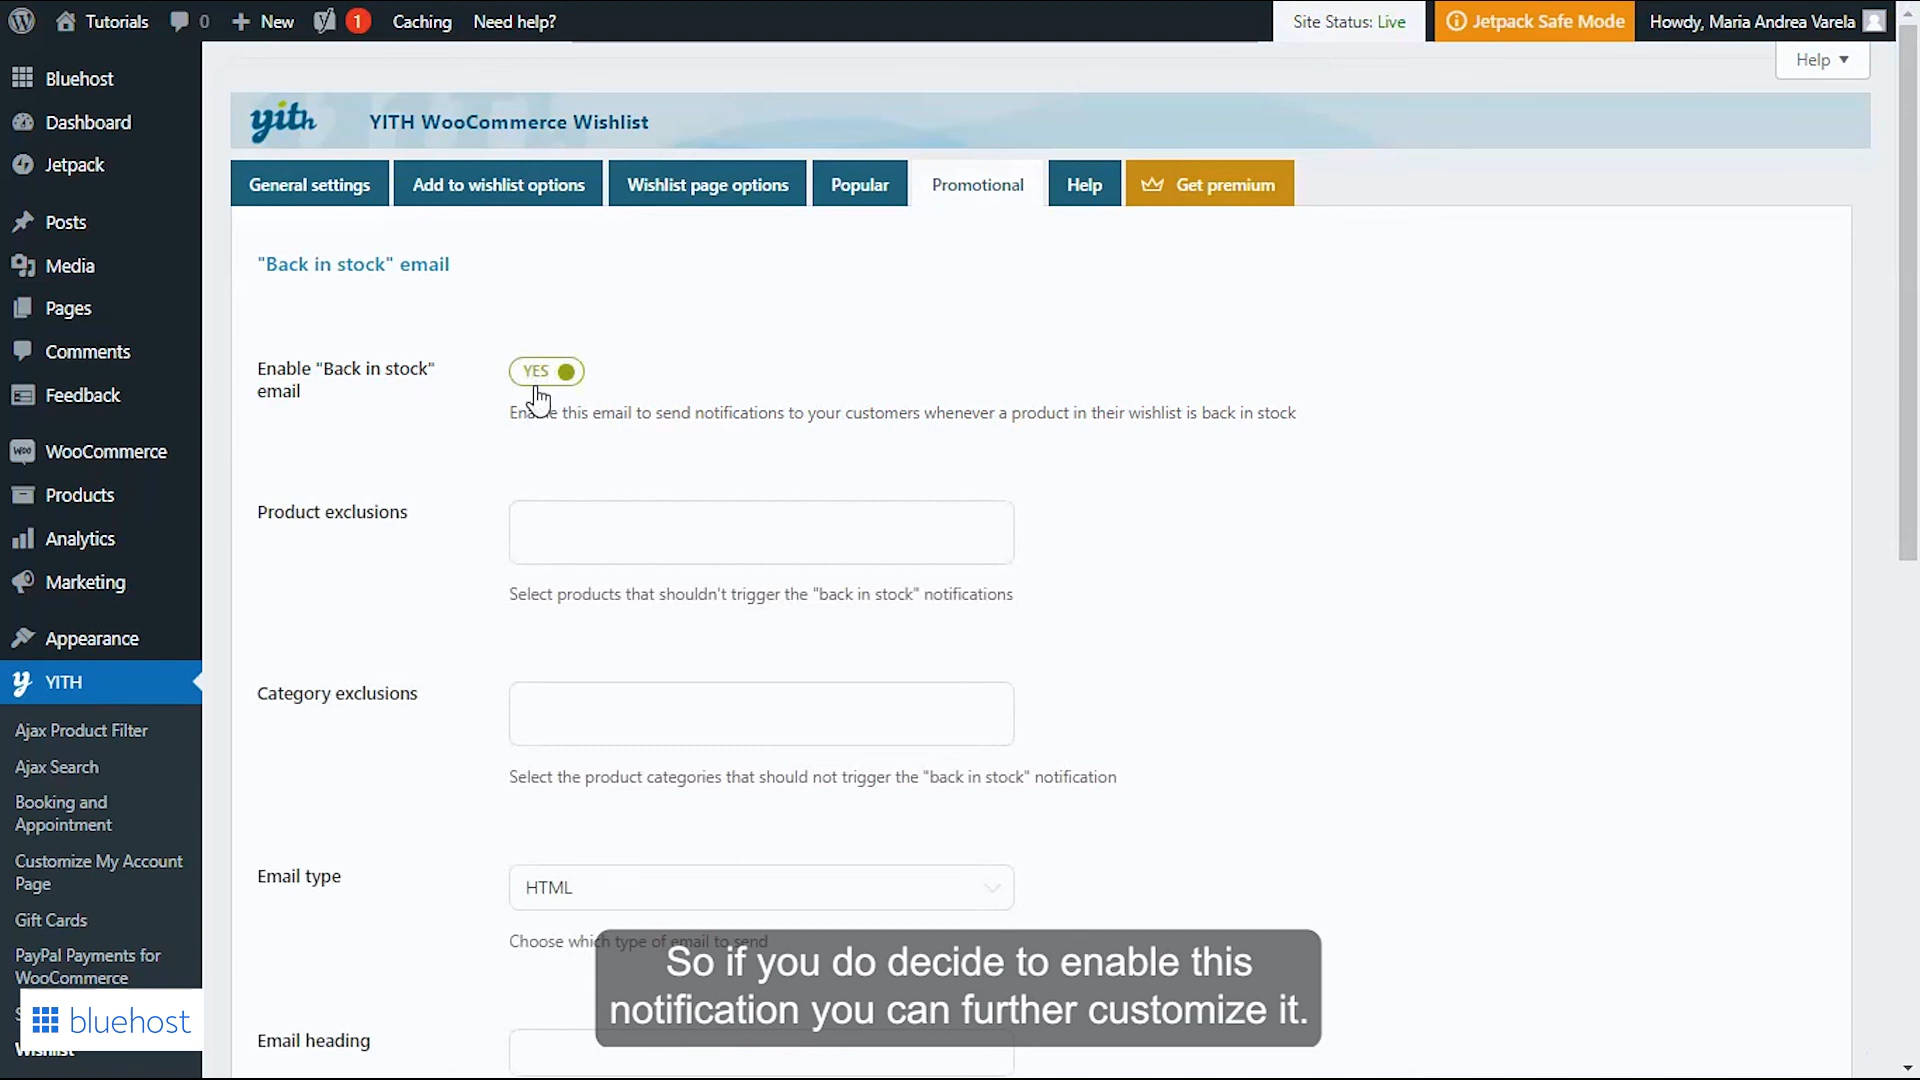 Tutorials 0 New 1 Caching Need help? Site Status: Live Jetpack Safe Mode Howdy, Maria Andrea Varela
Help
Bluehost
Dashboard
Jetpack
Posts
Media
Pages
Comments
Feedback
WooCommerce
Products
Analytics
Marketing
Appearance
YITH
Ajax Product Filter
Ajax Search
Booking and
Appointment
Customize My Account
Page
Gift Cards
PayPal Payments for
WooCommerce
bluehost
Wishlist
yith YITH WooCommerce Wishlist
General settings Add to wishlist options Wishlist page options Popular Promotional Help Get premium
"Back in stock" email
Enable "Back in stock"
email
YES
Enable this email to send notifications to your customers whenever a product in their wishlist is back in stock
Product exclusions
Select products that shouldn't trigger the "back in stock" notifications
Category exclusions
Select the product categories that should not trigger the "back in stock" notification
Email type
HTML
Choose which type of email to send
So if you do decide to enable this
notification you can further customize it.
Email heading